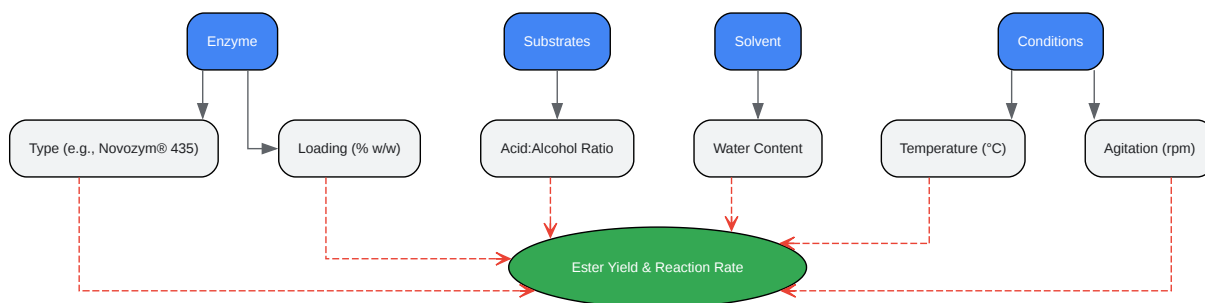 Enzyme
Substrates
Solvent
Conditions
Type (e.g., Novozym® 435)
Loading (% w/w)
Acid:Alcohol Ratio
Water Content
Temperature (°C)
Agitation (rpm)
Ester Yield & Reaction Rate